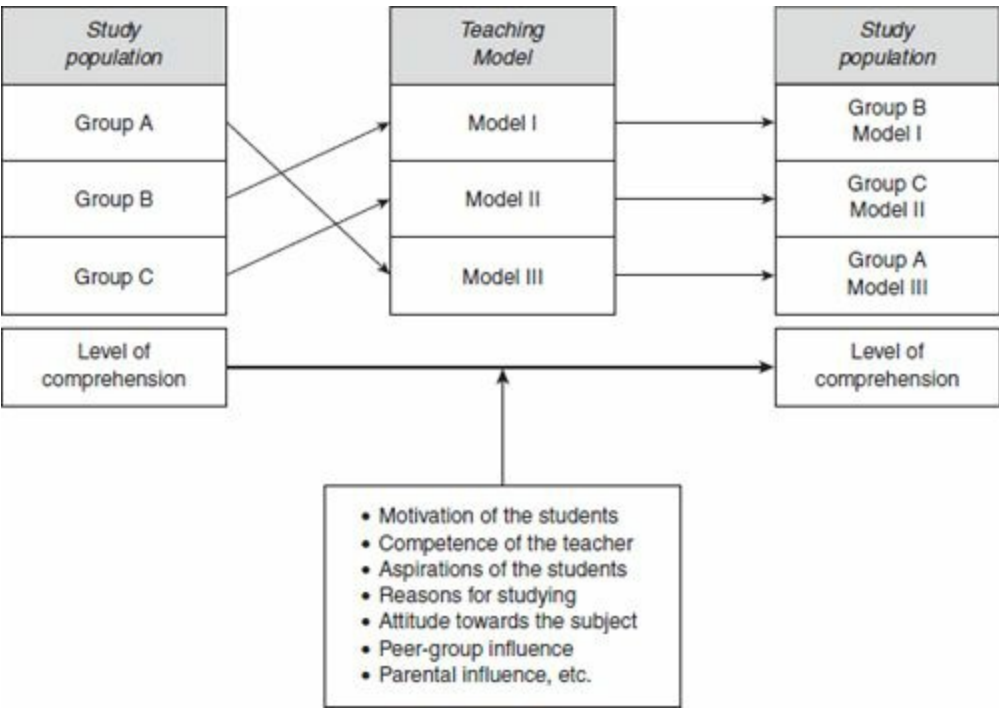 Study
population
Group A
Group B
Group C
Level of
comprehension
Teaching
Model
Model I
Model II
Model III
Study
population
Group B
Model I
Group C
Model II
Group A
Model III
Level of
comprehension
• Motivation of the students
• Competence of the teacher
• Aspirations of the students
• Reasons for studying
• Attitude towards the subject
• Peer-group influence
• Parental influence, etc.